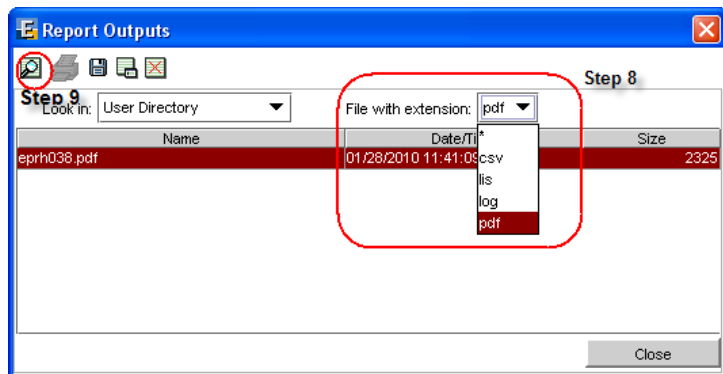 Report Outputs
Step 8
Step 9
Look in: User Directory File with extension: pdf
Name Date/Ti Size
*
eprh038.pdf 01/28/2010 11:41:09 2325
csv
lis
log
pdf
Close